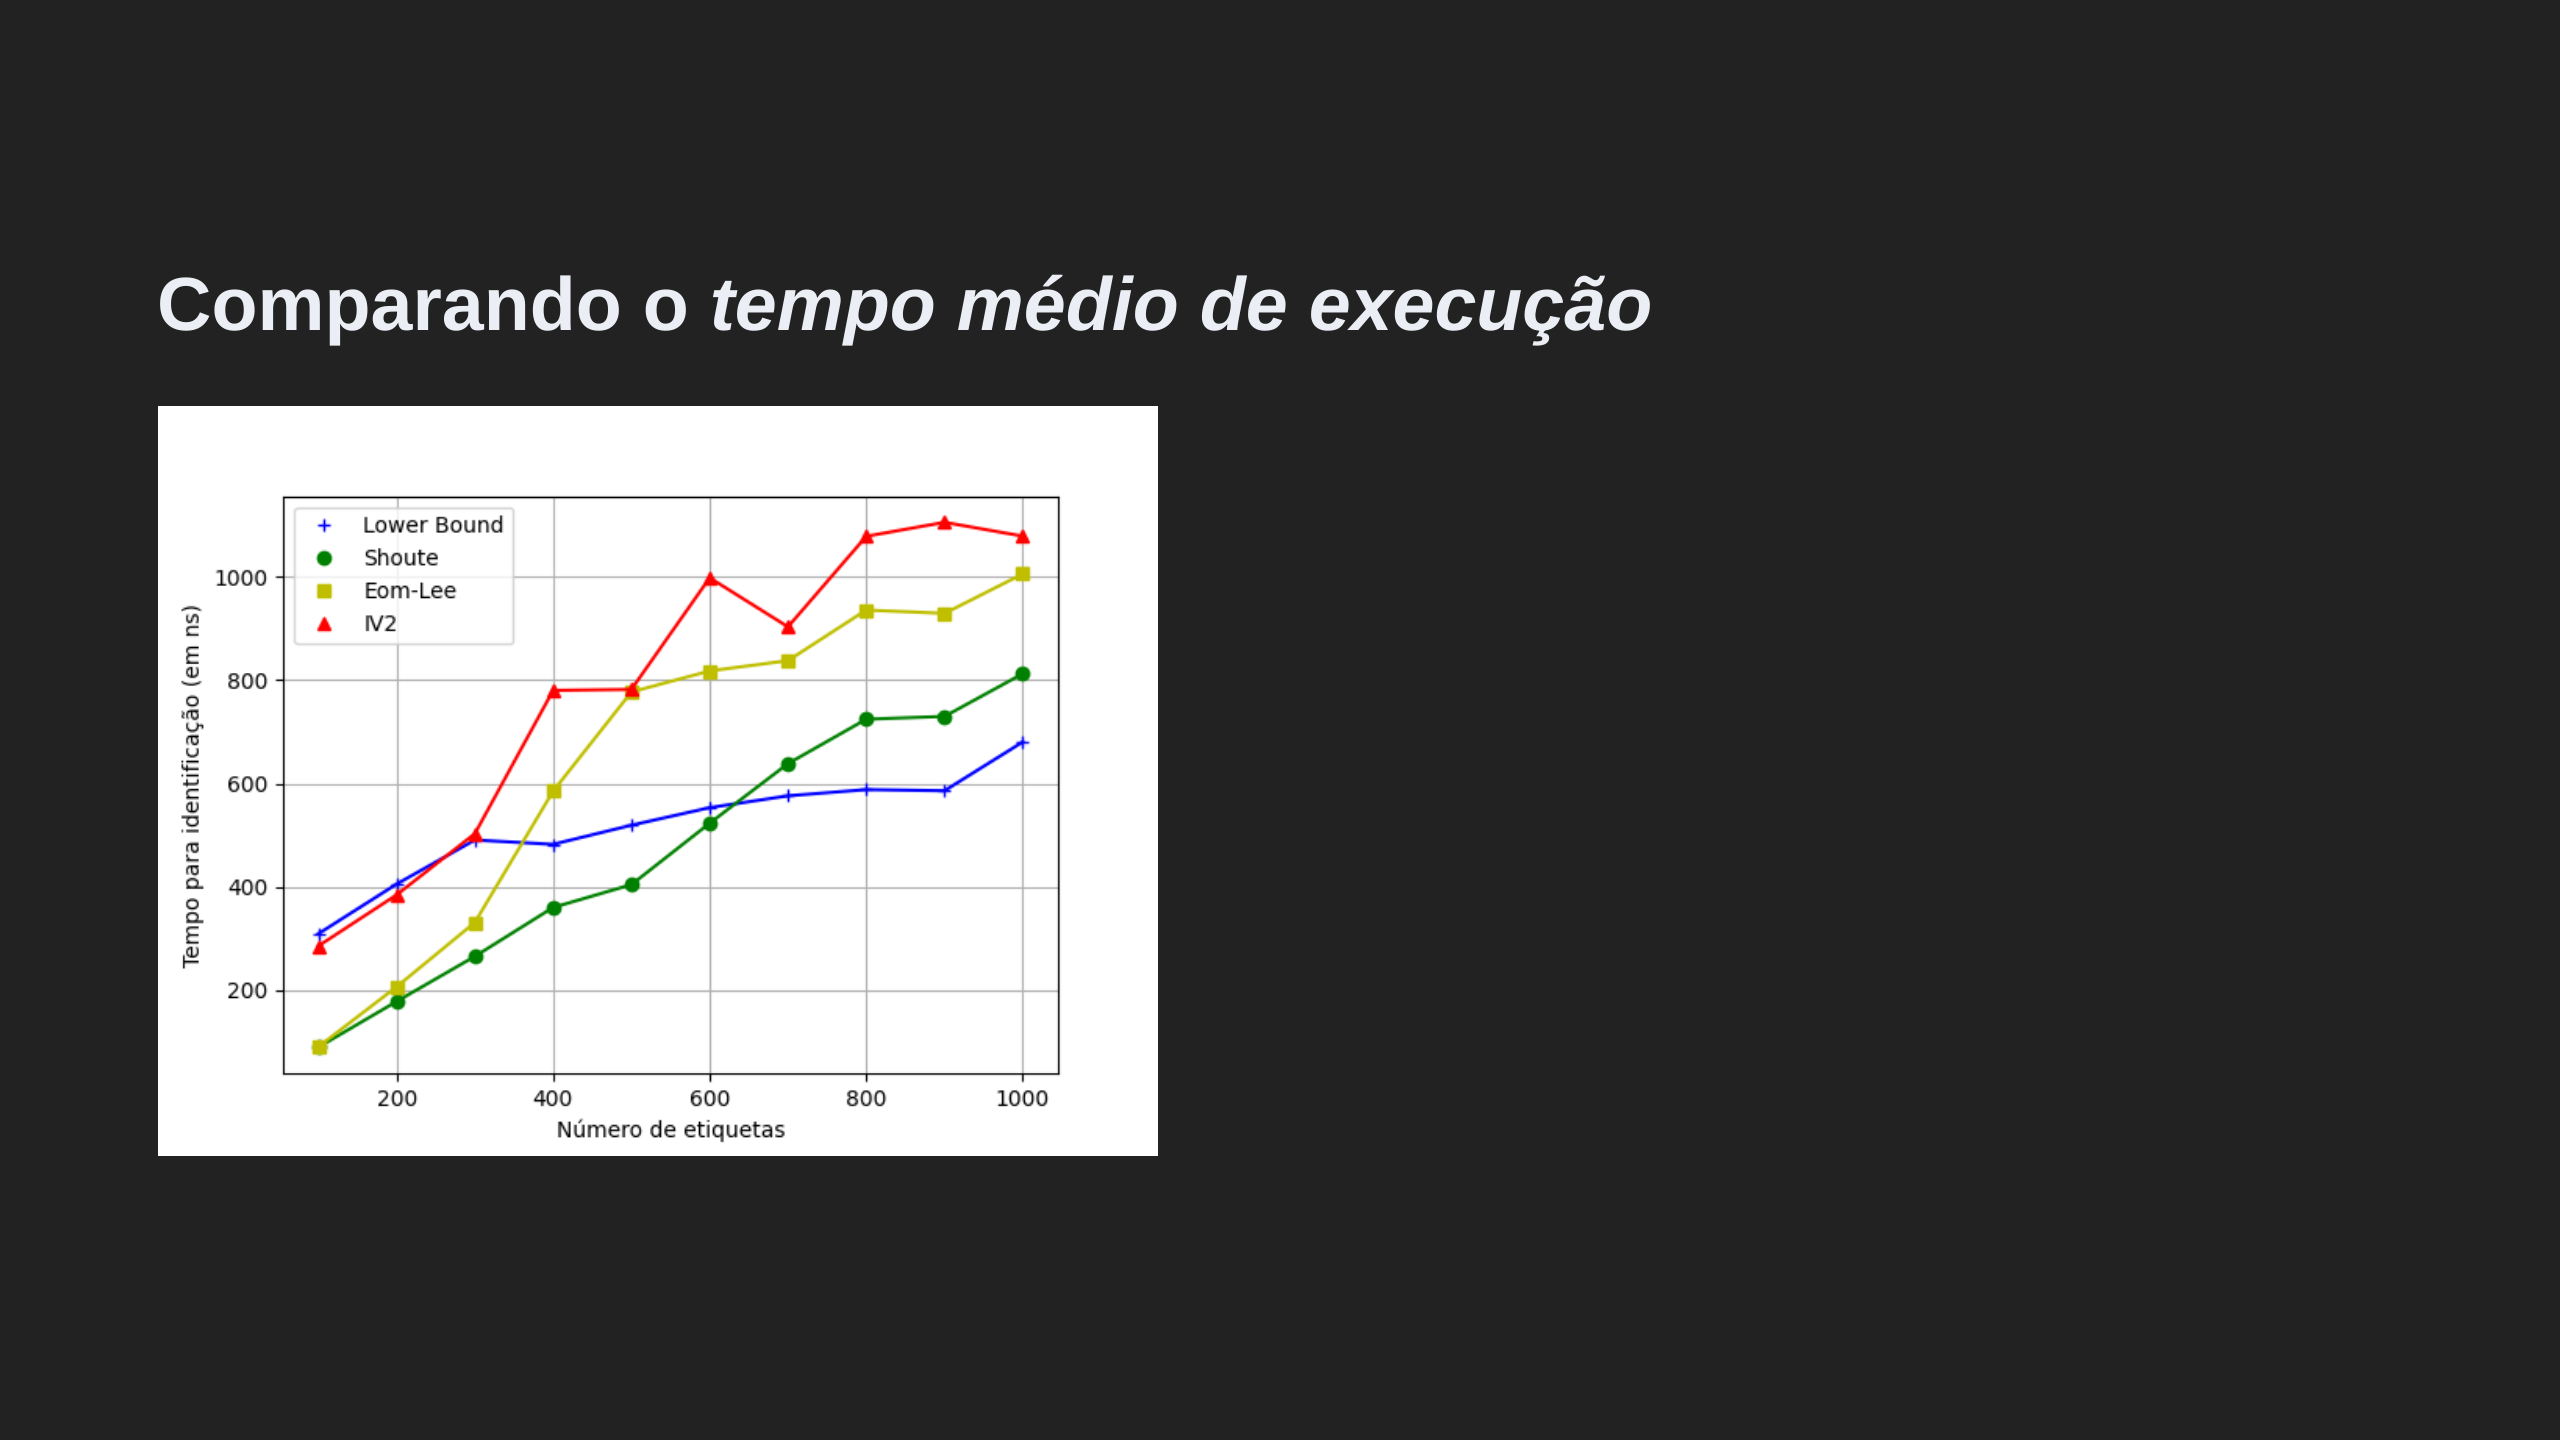 Comparando o tempo médio de execução
Lower Bound
Shoute
Eom-Lee
IV2
1000
800
600
400
200
Tempo para identificação (em ns)
200 400 600 800 1000
Número de etiquetas